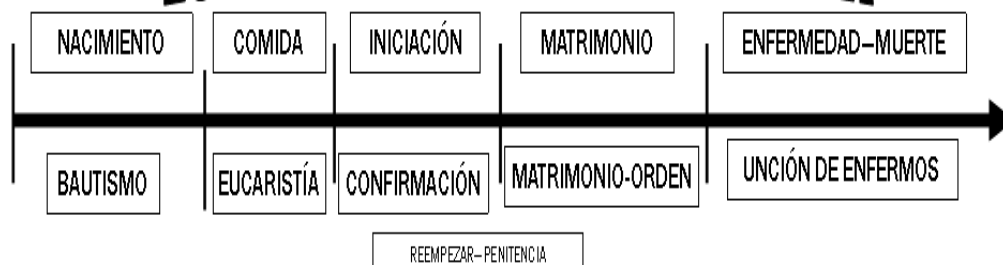 NACIMIENTO
COMIDA
INICIACIÓN
MATRIMONIO
ENFERMEDAD–MUERTE
BAUTISMO
EUCARISTÍA
CONFIRMACIÓN
MATRIMONIO-ORDEN
UNCIÓN DE ENFERMOS
REEMPEZAR–PENITENCIA